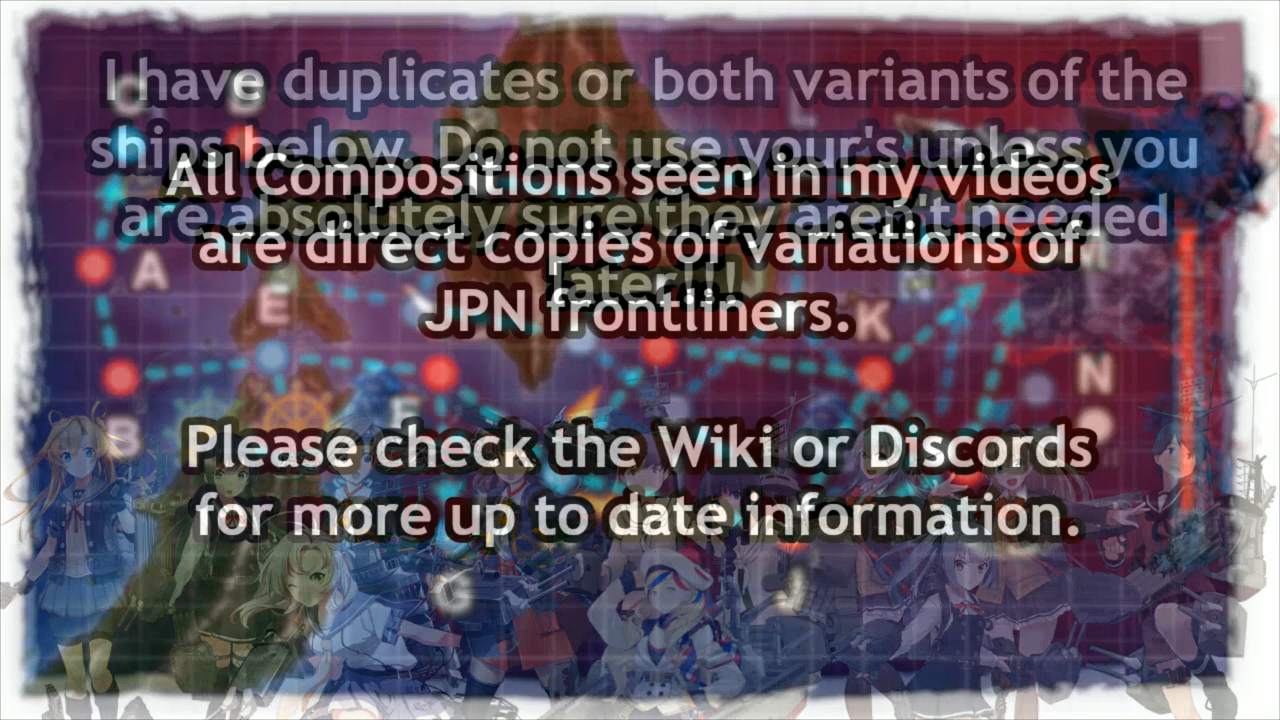 I have duplicates or both variants of the
ships below. Do not use your's unless you
are absolutely sure they aren't needed
later!!!
All Compositions seen in my videos
are direct copies of variations of
JPN frontliners.
Please check the Wiki or Discords
for more up to date information.
A
E
K
N
B
F
G
J